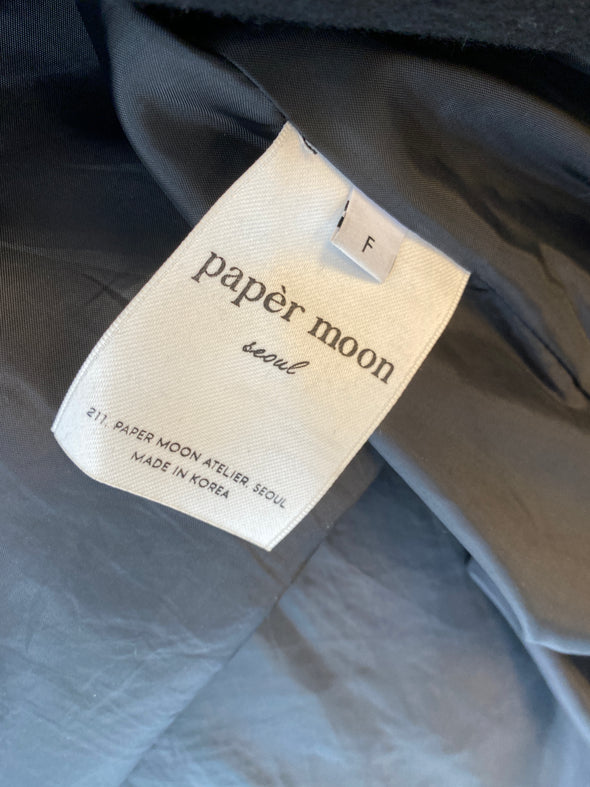 F
papèr moon
seoul
211. PAPER MOON ATELIER, SEOUL
MADE IN KOREA